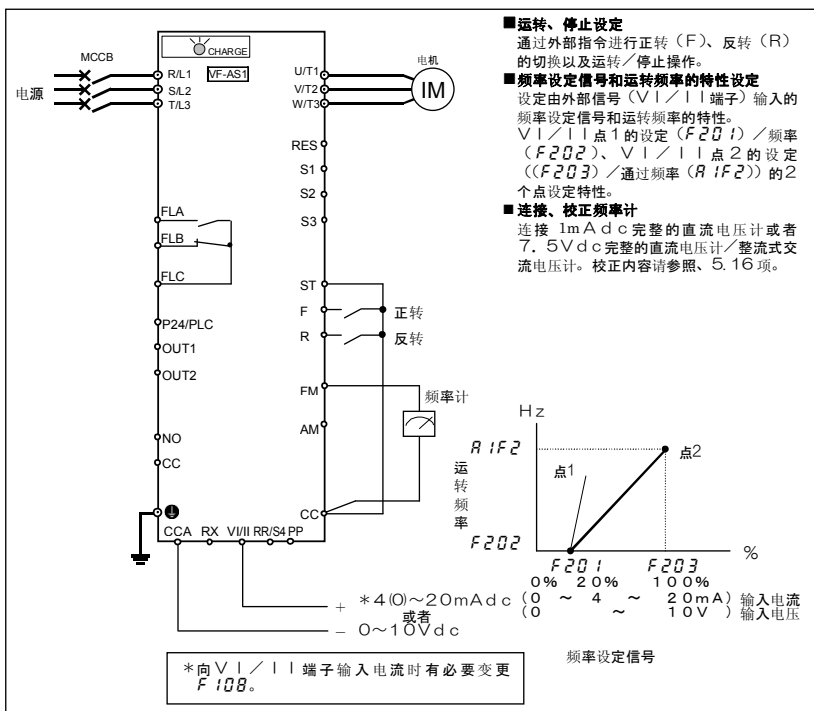 ■运转、停止设定
通过外部指令进行正转（F）、反转（R）
的切换以及运转／停止操作。
■频率设定信号和运转频率的特性设定
设定由外部信号（ＶＩ／ＩＩ端子）输入的
频率设定信号和运转频率的特性。
ＶＩ／ＩＩ点1的设定（F201）／频率
（F202）、ＶＩ／ＩＩ点2的设定
（(F203）／通过频率（A1F2)）的2
个点设定特性。
■连接、校正频率计
连接 1mAdc完整的直流电压计或者
7．5Vdc完整的直流电压计／整流式交
流电压计。校正内容请参照、5.16项。
CHARGE
MCCB
电源
R/L1
S/L2
T/L3
VF-AS1
U/T1
V/T2
W/T3
电机
IM
RES
S1
S2
S3
FLA
FLB
FLC
ST
F
正转
R
反转
P24/PLC
OUT1
OUT2
FM
频率计
AM
NO
CC
CC
CCA RX VI/II RR/S4 PP
Hz
A1F2
运转频率
F202
点1
点2
%
F201 F203
0% 20% 100%
（0 ～ 4 ～ 20mA）输入电流
（0 ～ 10V ）输入电压
频率设定信号
+ ＊4(0)～20mAdc
或者
− 0～10Vdc
＊向ＶＩ／ＩＩ端子输入电流时有必要变更
F108。